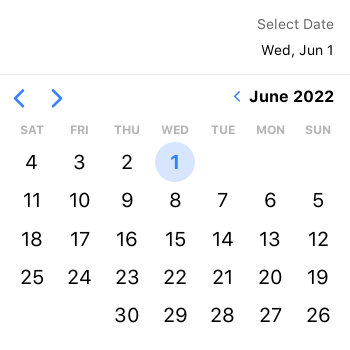 Select Date
Wed, Jun 1
June 2022
SAT FRI THU WED TUE MON SUN
4 3 2 1
11 10 9 8 7 6 5
18 17 16 15 14 13 12
25 24 23 22 21 20 19
30 29 28 27 26